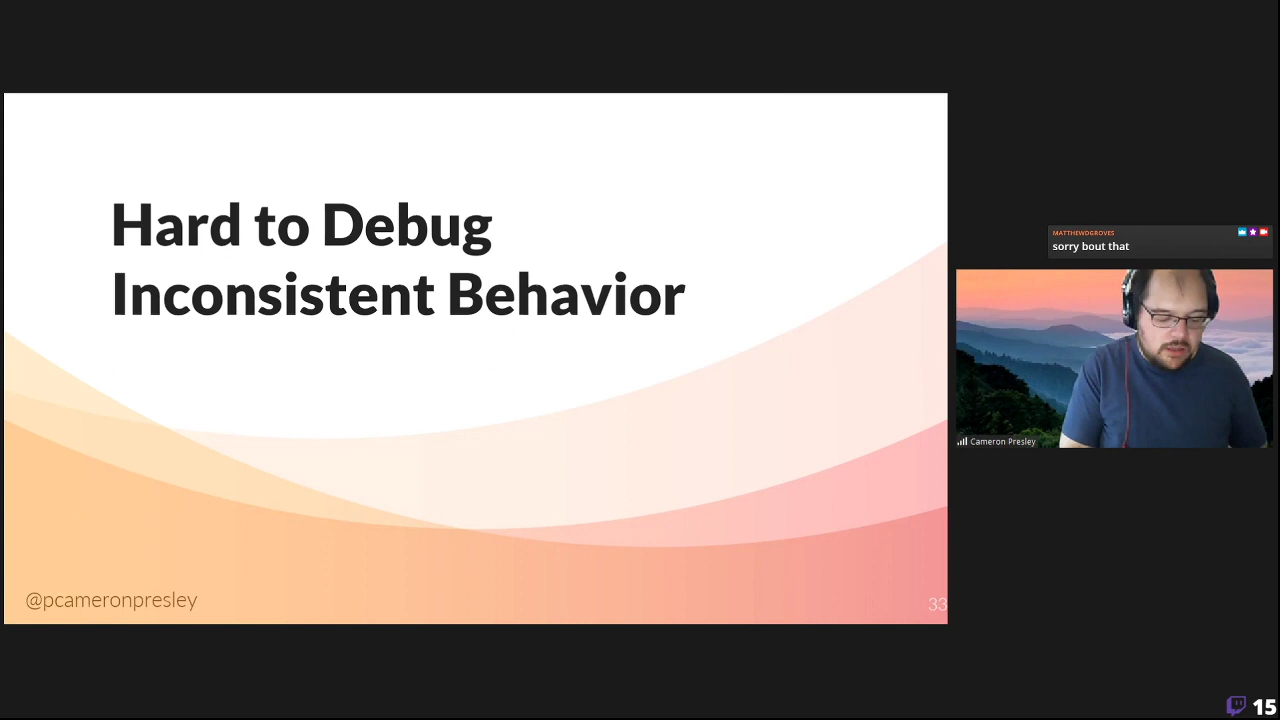 Hard to Debug
Inconsistent Behavior
@pcameronpresley
33
MATTHEWDGROVES
sorry bout that
Cameron Presley
15